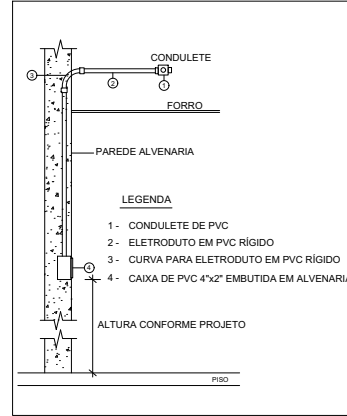 CONDULETE
3
2
1
FORRO
PAREDE ALVENARIA
LEGENDA
1 - CONDULETE DE PVC
2 - ELETRODUTO EM PVC RÍGIDO
3 - CURVA PARA ELETRODUTO EM PVC RÍGIDO
4 - CAIXA DE PVC 4"x2" EMBUTIDA EM ALVENARIA
4
ALTURA CONFORME PROJETO
PISO